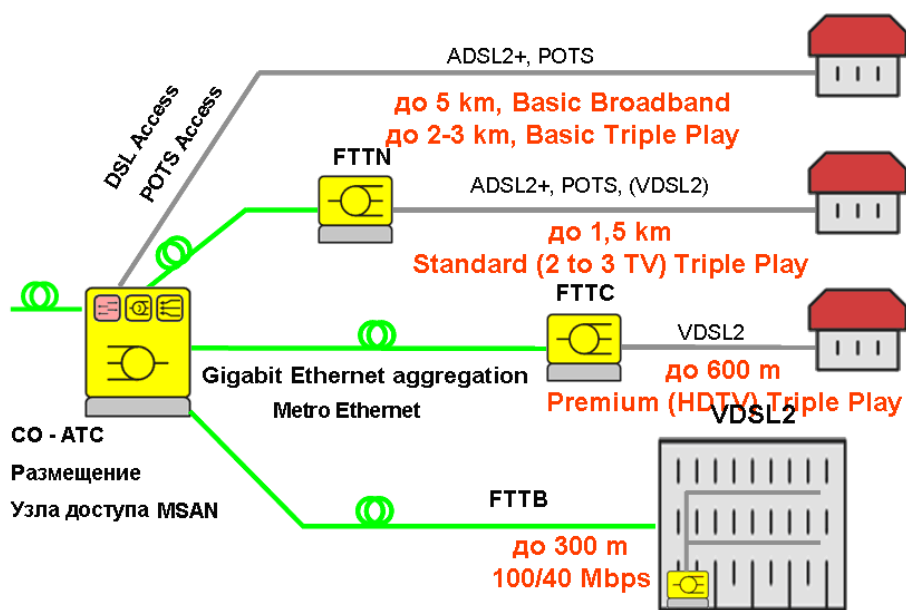 ADSL2+, POTS
до 5 km, Basic Broadband
до 2-3 km, Basic Triple Play
DSL Access
POTS Access
FTTN
ADSL2+, POTS, (VDSL2)
до 1,5 km
Standard (2 to 3 TV) Triple Play
FTTC
VDSL2
до 600 m
Premium (HDTV) Triple Play
Gigabit Ethernet aggregation
Metro Ethernet
VDSL2
CO - ATC
Размещение
Узла доступа MSAN
FTTB
до 300 m
100/40 Mbps